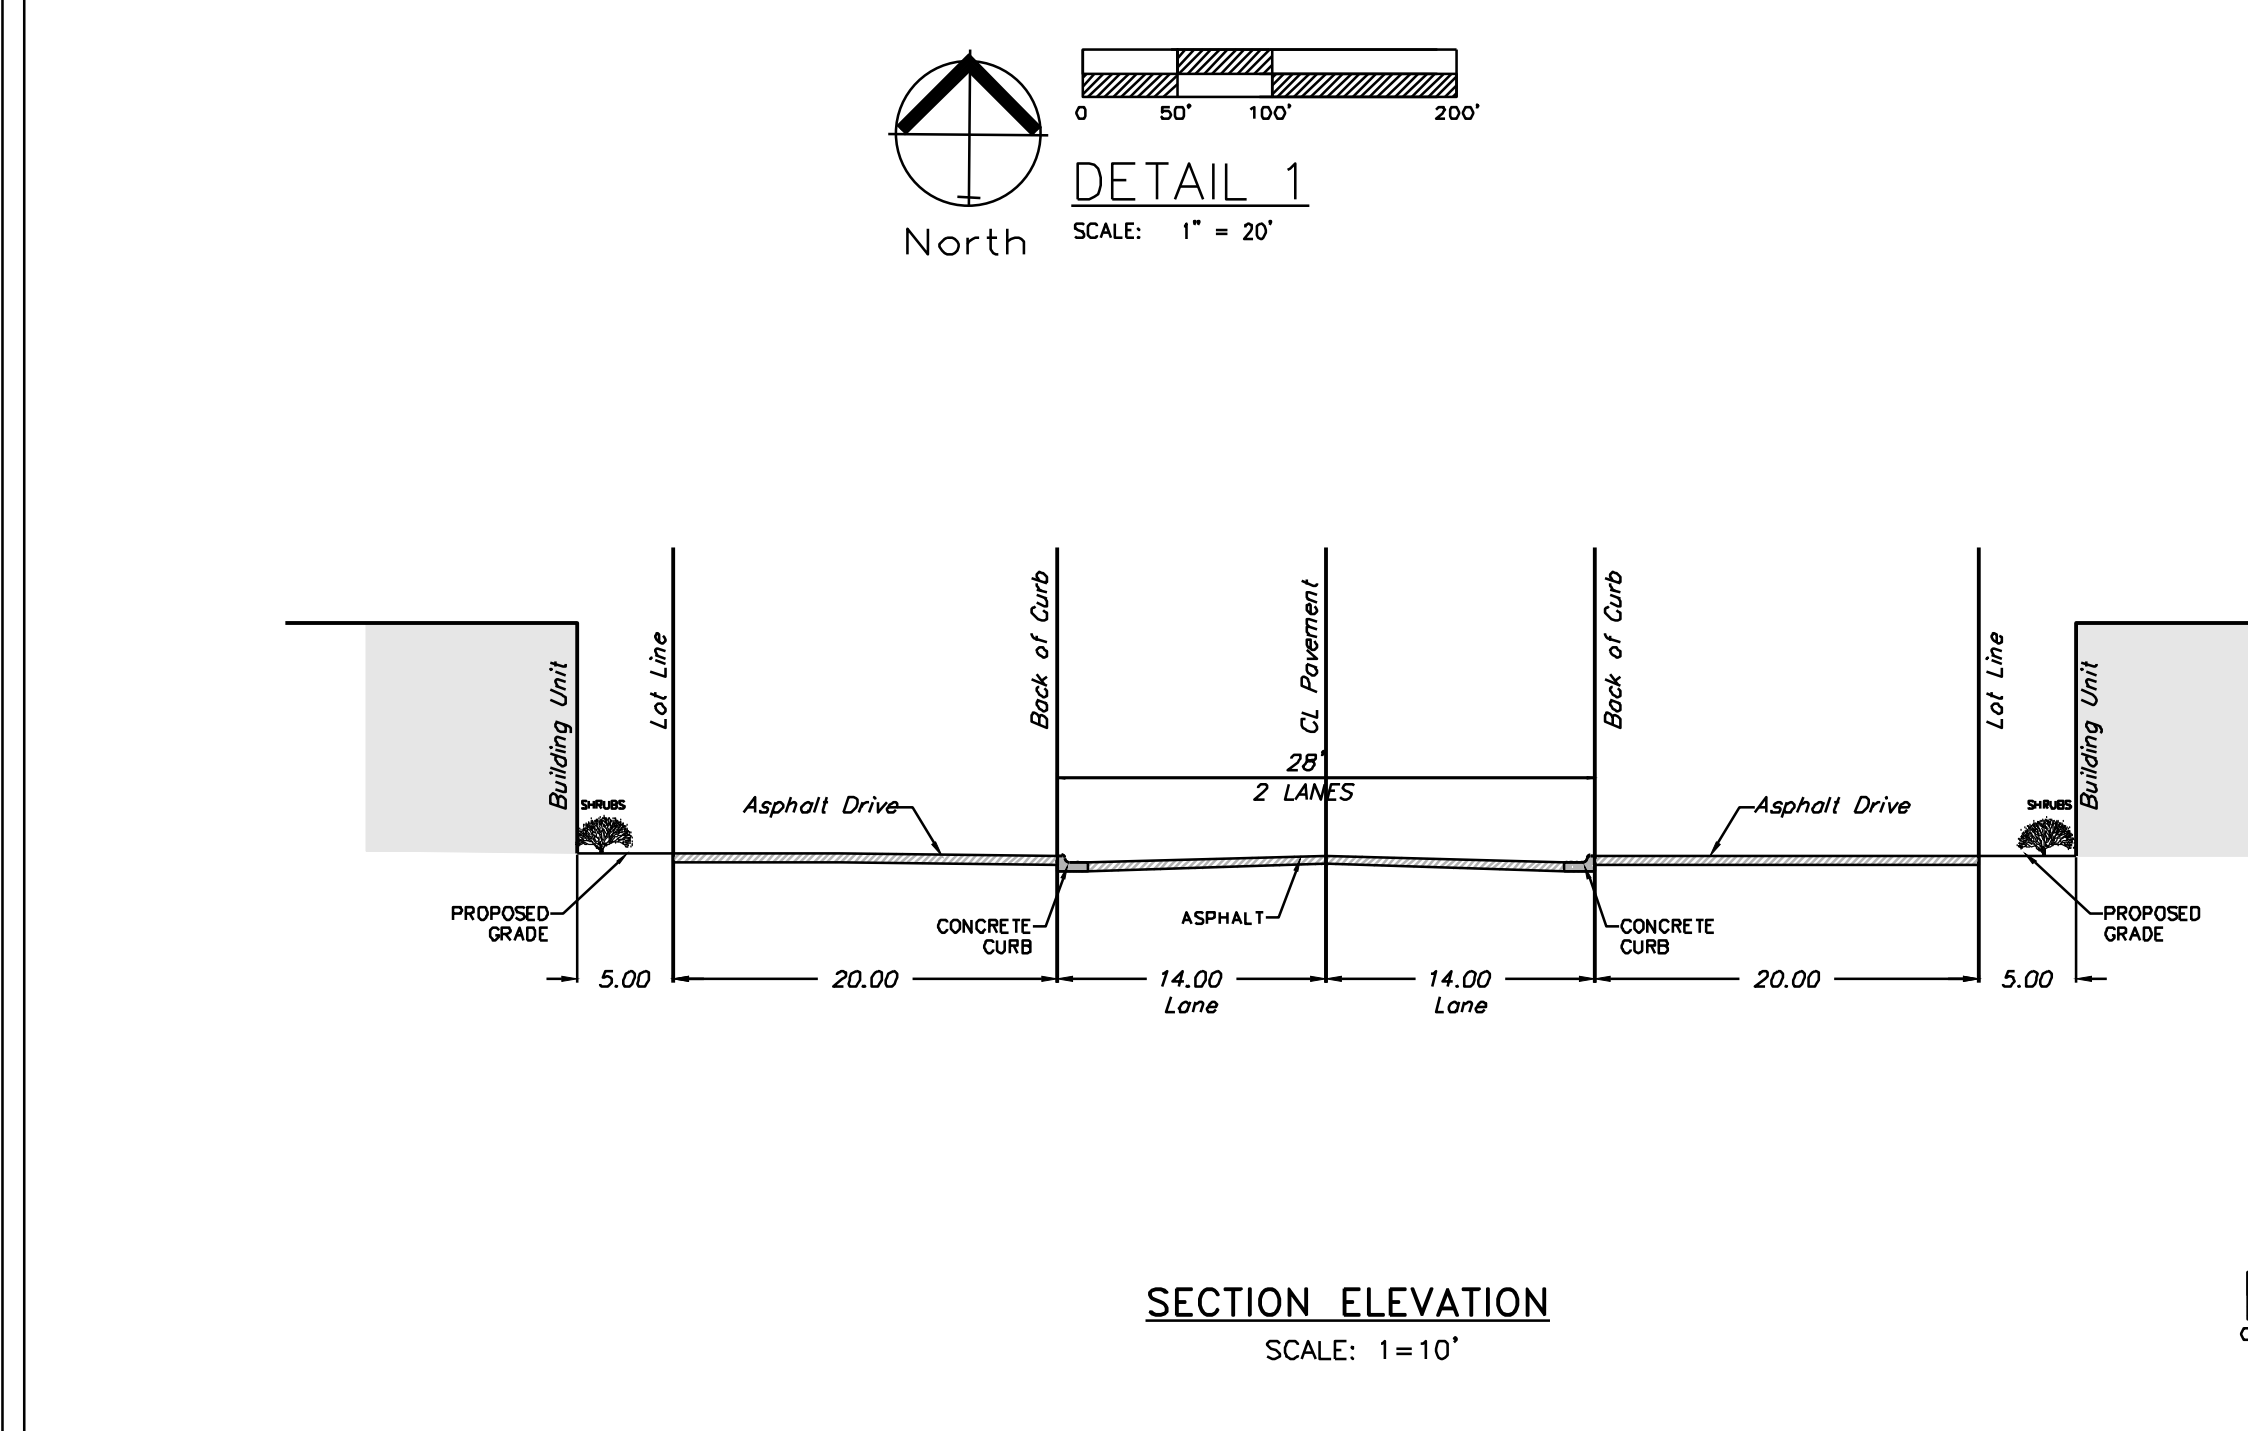 0 50' 100' 200'
DETAIL 1
North
SCALE: 1" = 20'
Building Unit
Lot Line
Back of Curb
CL Pavement
Back of Curb
Lot Line
Building Unit
28'
2 LANES
SHRUBS
Asphalt Drive
Asphalt Drive
SHRUBS
PROPOSED
GRADE
CONCRETE
CURB
ASPHALT
CONCRETE
CURB
PROPOSED
GRADE
5.00 20.00 14.00 14.00 20.00 5.00
Lane Lane
SECTION ELEVATION
SCALE: 1=10'